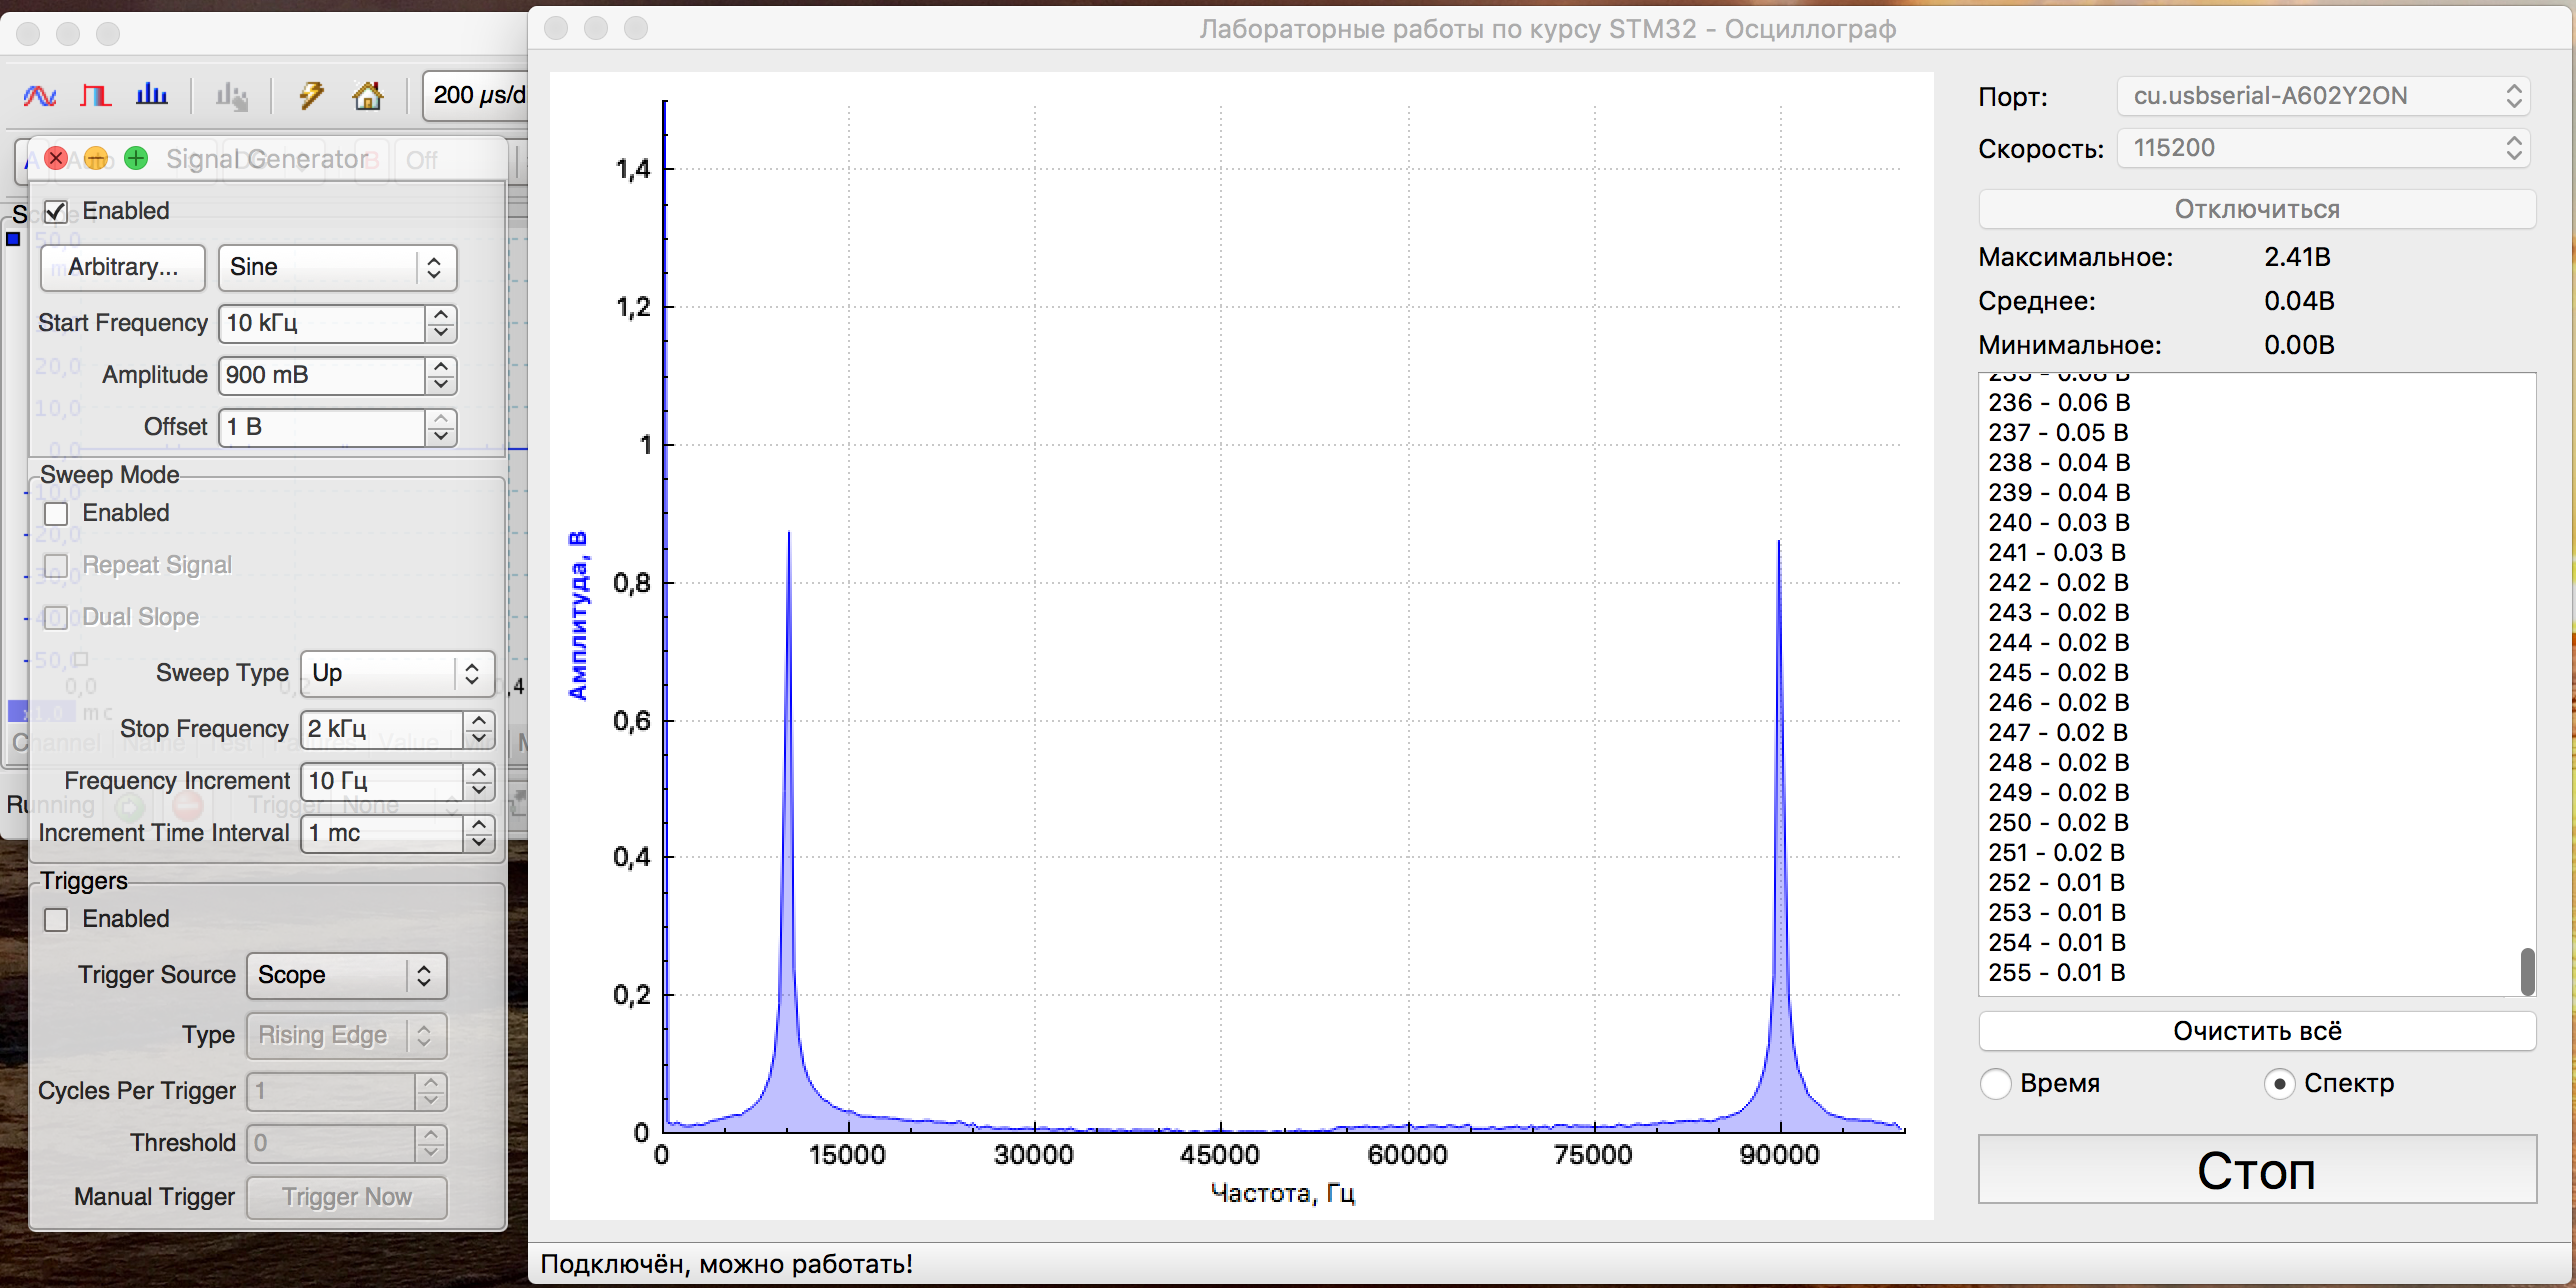 Лабораторные работы по курсу STM32 - Осциллограф
200 µs/d
Signal Generator
Off
Enabled
Arbitrary...
Sine
Start Frequency 10 kГц
Amplitude 900 mВ
Offset 1 В
Sweep Mode
Enabled
Repeat Signal
Dual Slope
Sweep Type Up
Stop Frequency 2 kГц
Frequency Increment 10 Гц
Increment Time Interval 1 mc
Triggers
Enabled
Trigger Source Scope
Type Rising Edge
Cycles Per Trigger 1
Threshold 0
Manual Trigger Trigger Now
Running
1,4
1,2
1
0,8
0,6
0,4
0,2
0
Амплитуда, В
0 15000 30000 45000 60000 75000 90000
Частота, Гц
Порт: cu.usbserial-A602Y2ON
Скорость: 115200
Отключиться
Максимальное: 2.41В
Среднее: 0.04В
Минимальное: 0.00В
235 - 0.08 В
236 - 0.06 В
237 - 0.05 В
238 - 0.04 В
239 - 0.04 В
240 - 0.03 В
241 - 0.03 В
242 - 0.02 В
243 - 0.02 В
244 - 0.02 В
245 - 0.02 В
246 - 0.02 В
247 - 0.02 В
248 - 0.02 В
249 - 0.02 В
250 - 0.02 В
251 - 0.02 В
252 - 0.01 В
253 - 0.01 В
254 - 0.01 В
255 - 0.01 В
Очистить всё
Время
Спектр
Стоп
Подключён, можно работать!